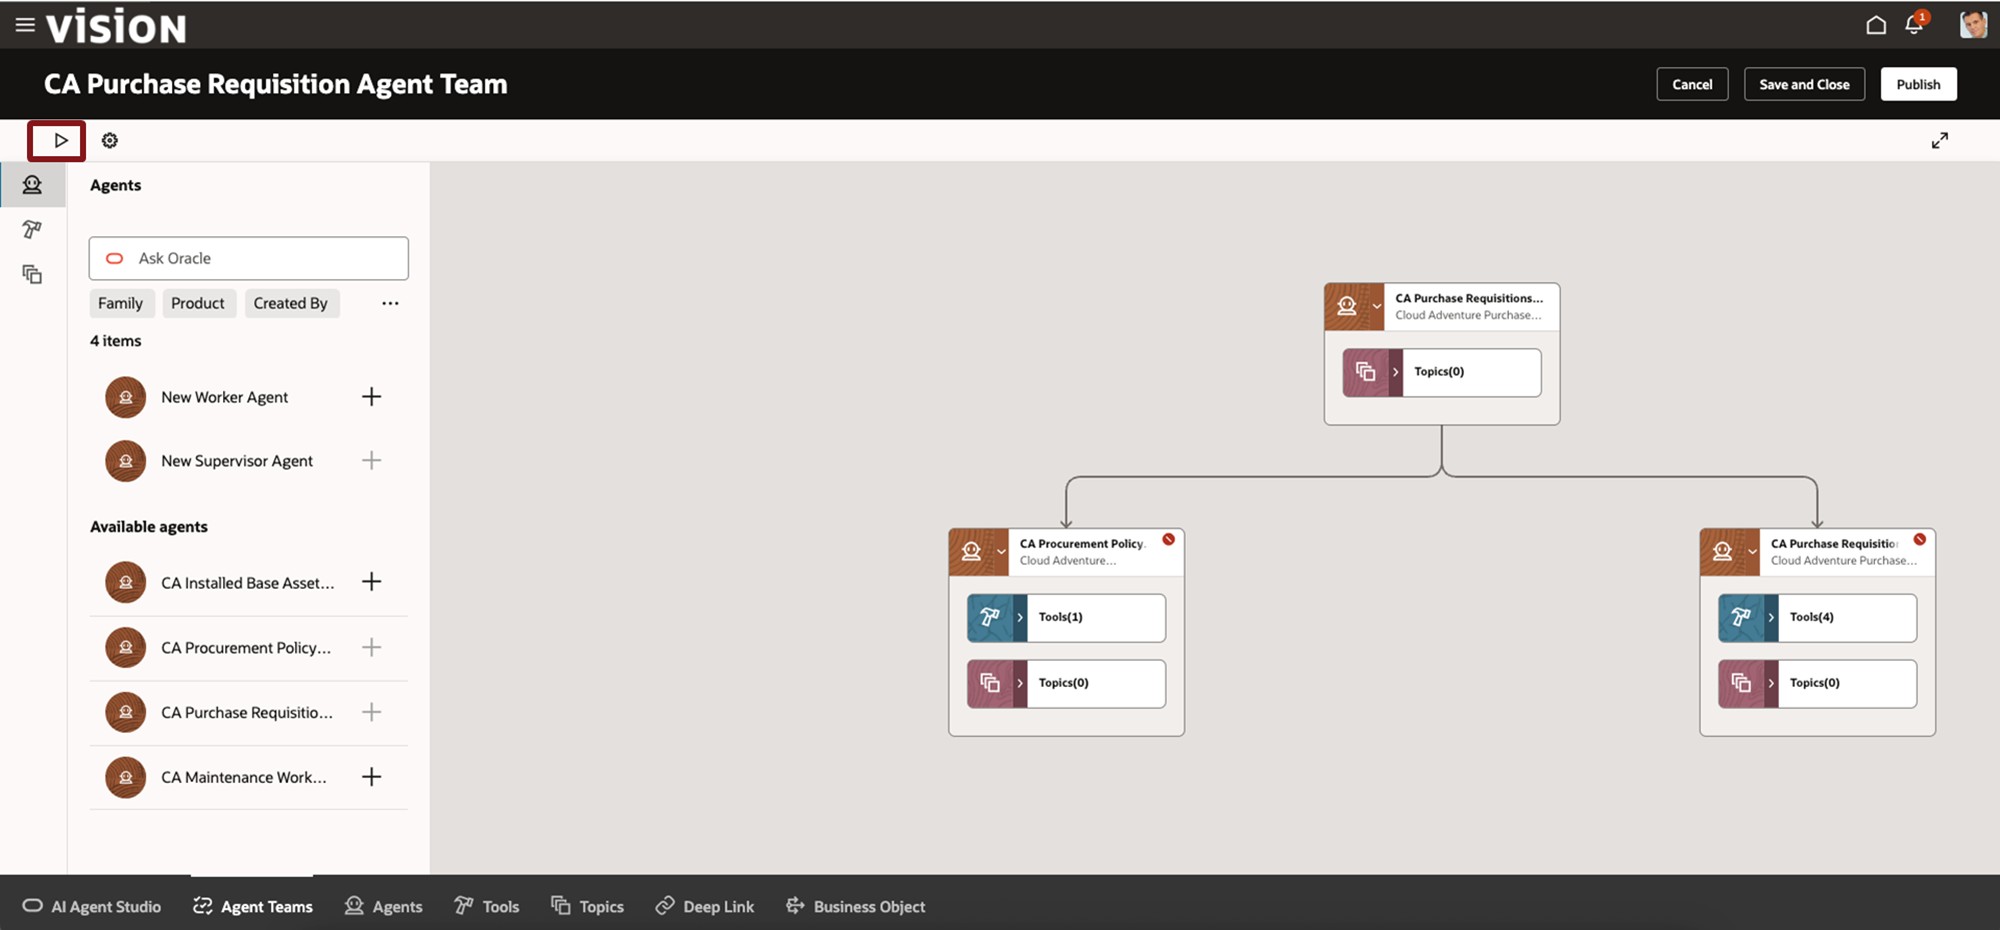 VISION
1
CA Purchase Requisition Agent Team
Cancel
Save and Close
Publish
Agents
Ask Oracle
Family
Product
Created By
...
4 items
New Worker Agent
New Supervisor Agent
Available agents
CA Installed Base Asset...
CA Procurement Policy...
CA Purchase Requisitio...
CA Maintenance Work...
CA Purchase Requisitions...
Cloud Adventure Purchase...
Topics(0)
CA Procurement Policy
Cloud Adventure...
Tools(1)
Topics(0)
CA Purchase Requisitio
Cloud Adventure Purchase...
Tools(4)
Topics(0)
AI Agent Studio
Agent Teams
Agents
Tools
Topics
Deep Link
Business Object